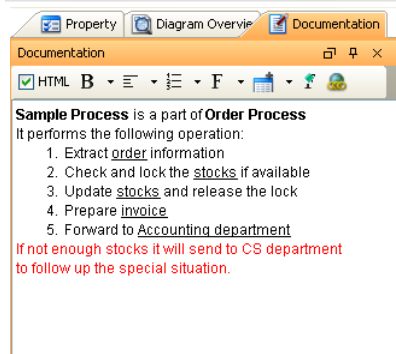 Property Diagram Overvie Documentation
Documentation
HTML B F
Sample Process is a part of Order Process
It performs the following operation:
1. Extract order information
2. Check and lock the stocks if available
3. Update stocks and release the lock
4. Prepare invoice
5. Forward to Accounting department
If not enough stocks it will send to CS department
to follow up the special situation.